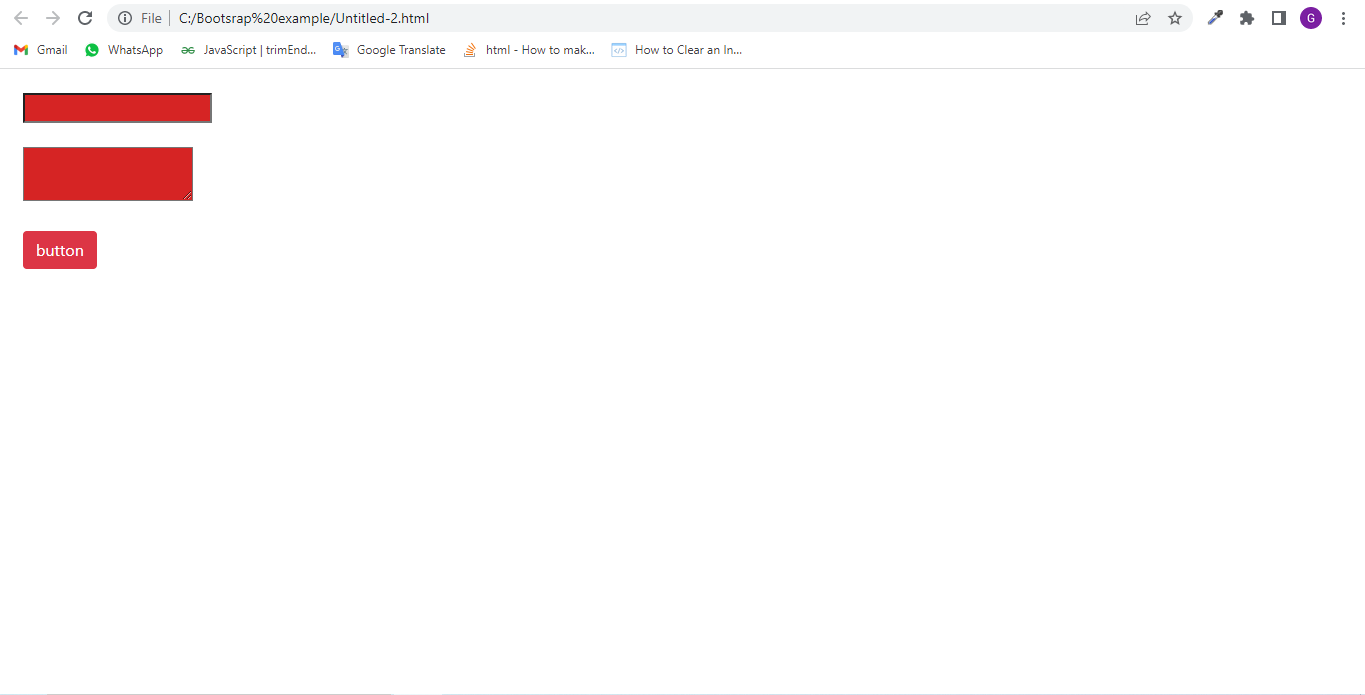 File C:/Bootsrap%20example/Untitled-2.html G
Gmail WhatsApp JavaScript | trimEnd... Google Translate html - How to mak... How to Clear an In...
button